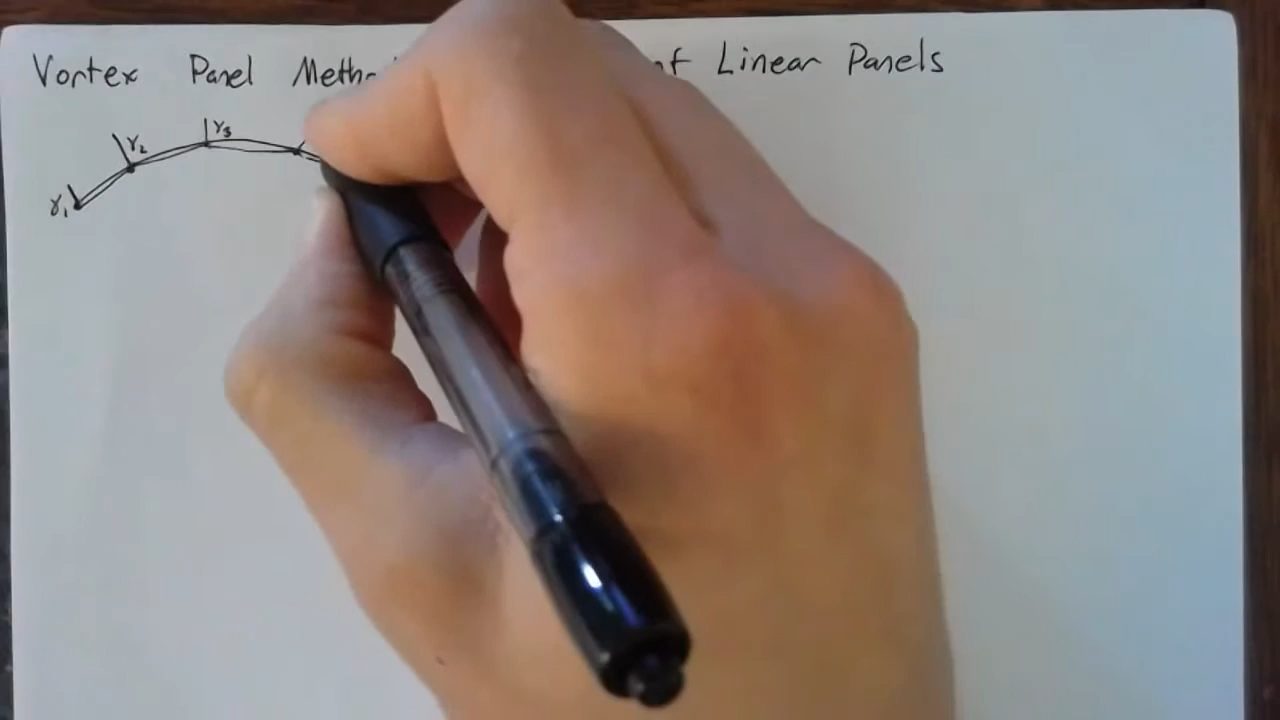 Vortex Panel Linear Panels
γ₂ γ₃
γ₁